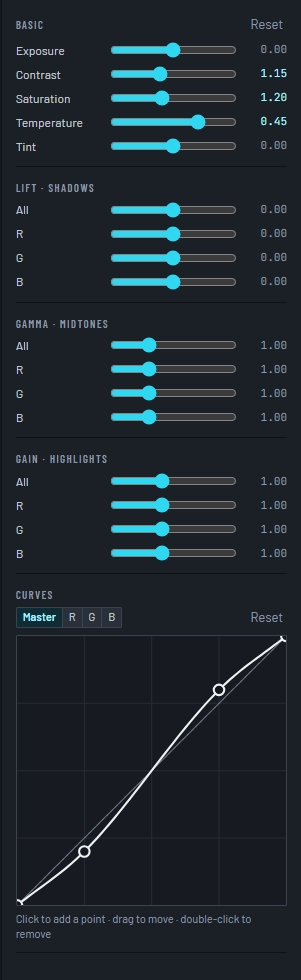 BASIC Reset
Exposure 0.00
Contrast 1.15
Saturation 1.20
Temperature 0.45
Tint 0.00
LIFT · SHADOWS
All 0.00
R 0.00
G 0.00
B 0.00
GAMMA · MIDTONES
All 1.00
R 1.00
G 1.00
B 1.00
GAIN · HIGHLIGHTS
All 1.00
R 1.00
G 1.00
B 1.00
CURVES
Master R G B Reset
Click to add a point · drag to move · double-click to
remove